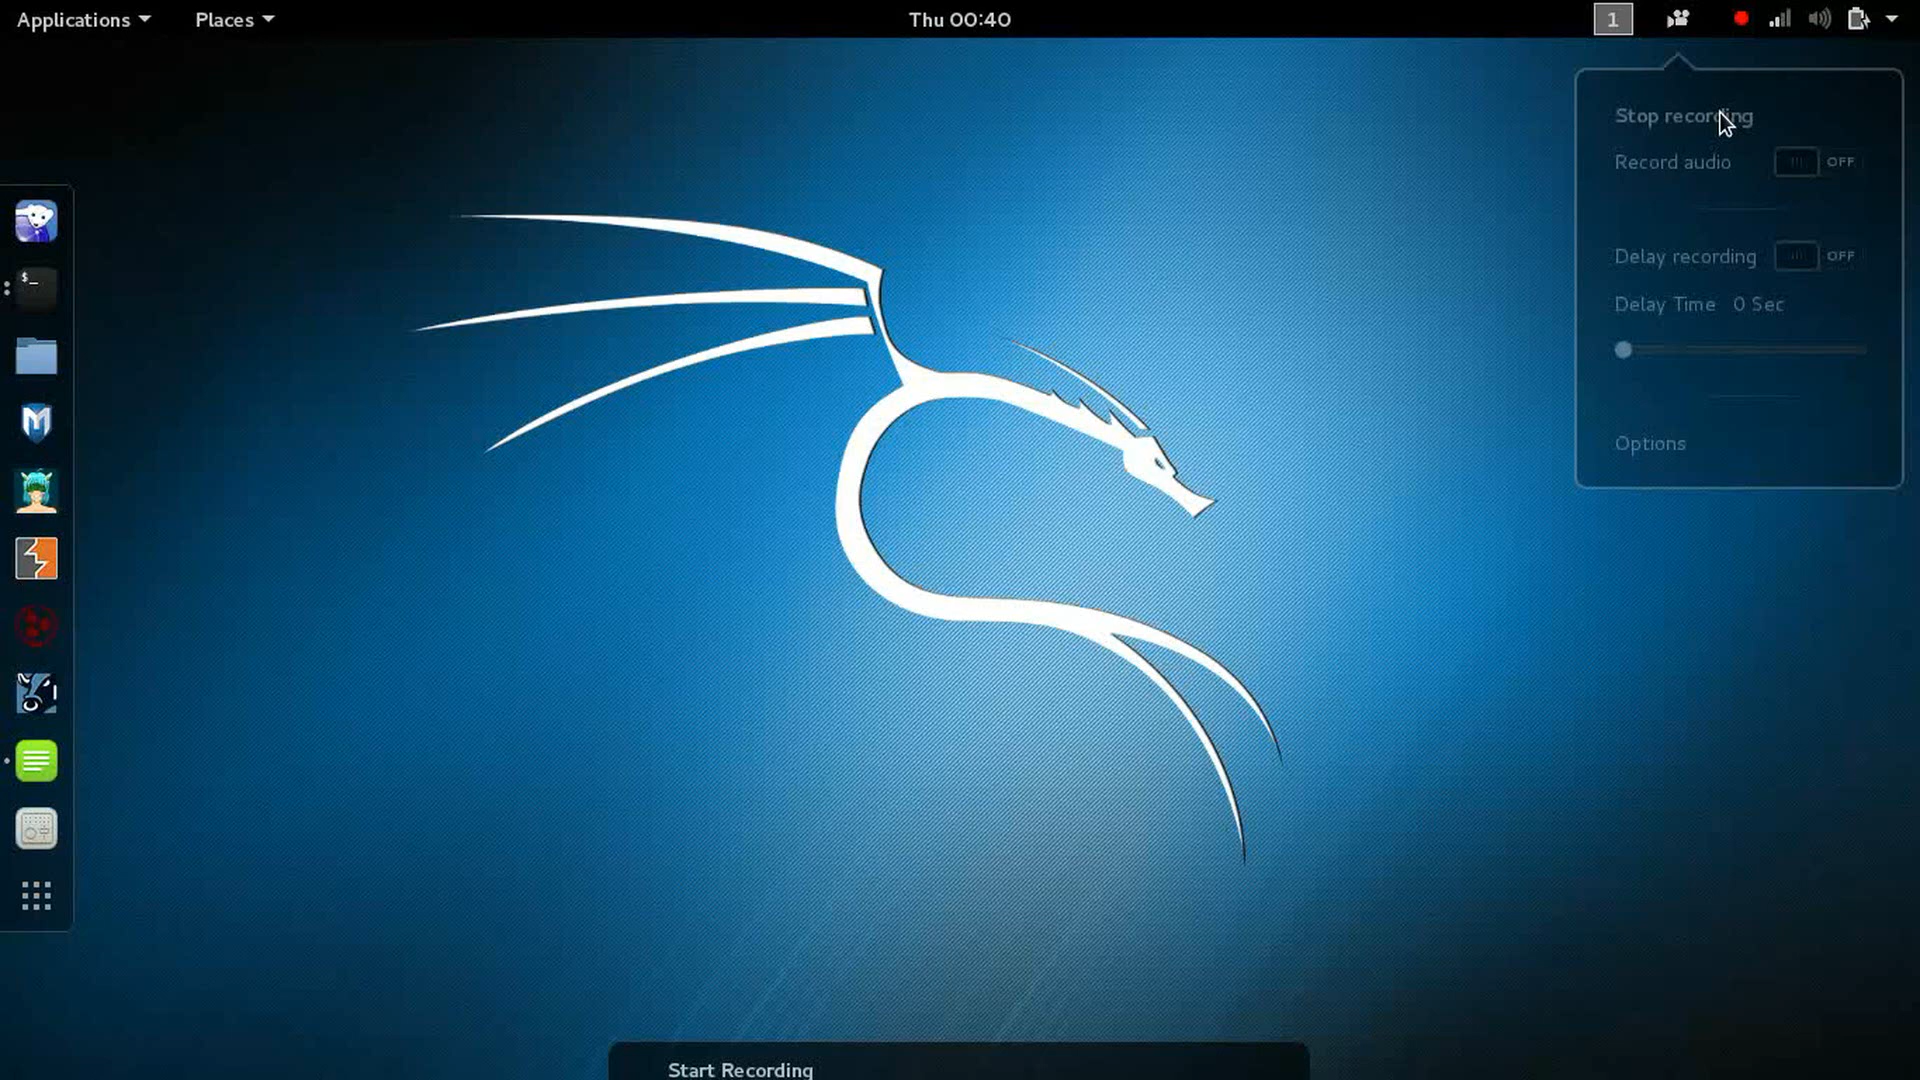 Applications Places Thu 00:40 1
Stop recording
Record audio OFF
Delay recording OFF
Delay Time 0 Sec
Options
$_
Start Recording